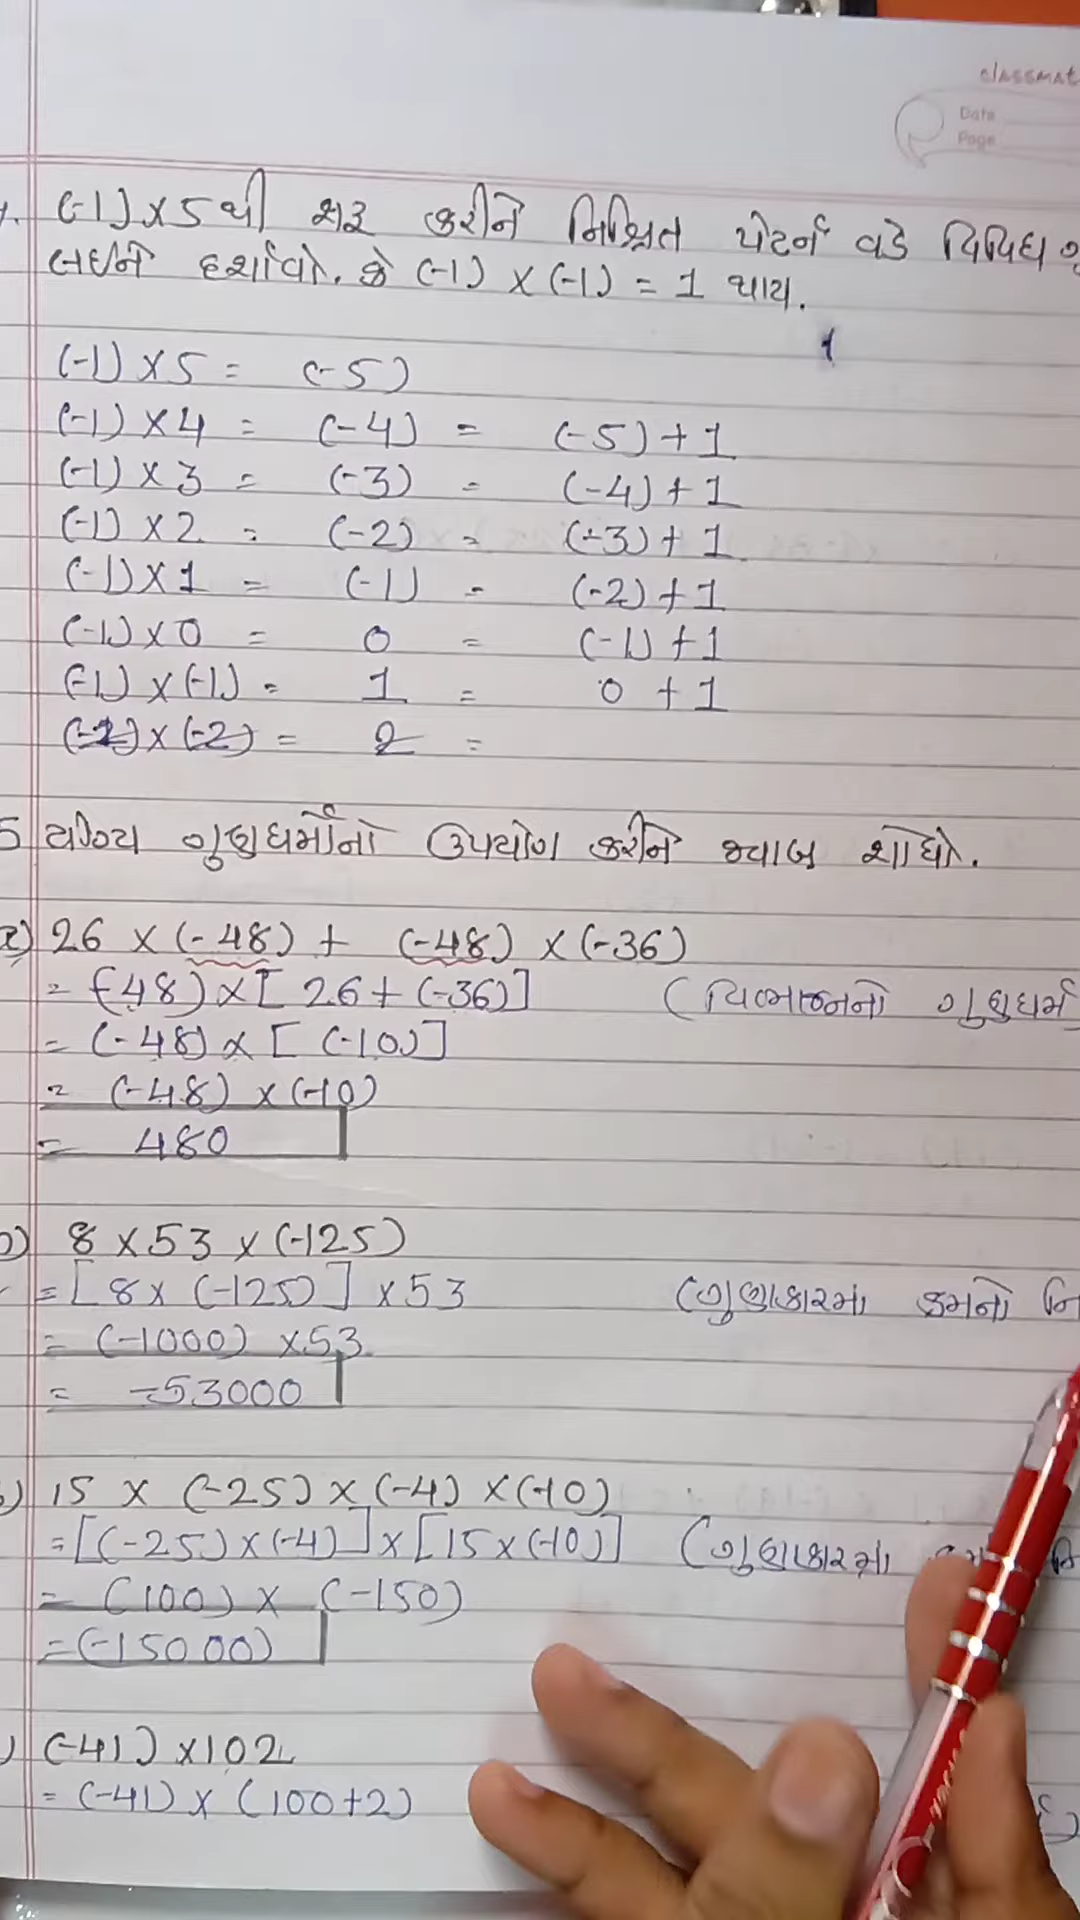 classmate
Date
Page
(-1) × 5 થી શરૂ કરીને નિશ્ચિત પેટર્ન વડે વિવિધ
લઈને દર્શાવો. કે (-1) × (-1) = 1 થાય.
(-1) × 5 = (-5)
(-1) × 4 = (-4) = (-5) + 1
(-1) × 3 = (-3) = (-4) + 1
(-1) × 2 = (-2) = (-3) + 1
(-1) × 1 = (-1) = (-2) + 1
(-1) × 0 = 0 = (-1) + 1
(-1) × (-1) = 1 = 0 + 1
× (-2) = 2 =
5 યોગ્ય ગુણધર્મોનો ઉપયોગ કરીને જવાબ શોધો.
26 × (-48) + (-48) × (-36)
= (-48) × [ 26 + (-36)] (વિભાજનનો ગુણધર્મ
= (-48) × [ (-10)]
= (-48) × (-10)
= 480
8 × 53 × (-125)
= [ 8 × (-125) ] × 53 (ગુણાકારમાં ક્રમનો નિ
= (-1000) × 53
= -53000
15 × (-25) × (-4) × (-10)
= [(-25) × (-4)] × [15 × (-10)] (ગુણાકારમા
= (100) × (-150)
= (-15000)
(-41) × 102
= (-41) × (100+2)